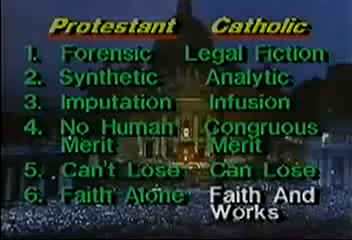 Protestant Catholic
1. Forensic Legal Fiction
2. Synthetic Analytic
3. Imputation Infusion
4. No Human Merit Congruous Merit
5. Can't Lose Can Lose
6. Faith Alone Faith And Works